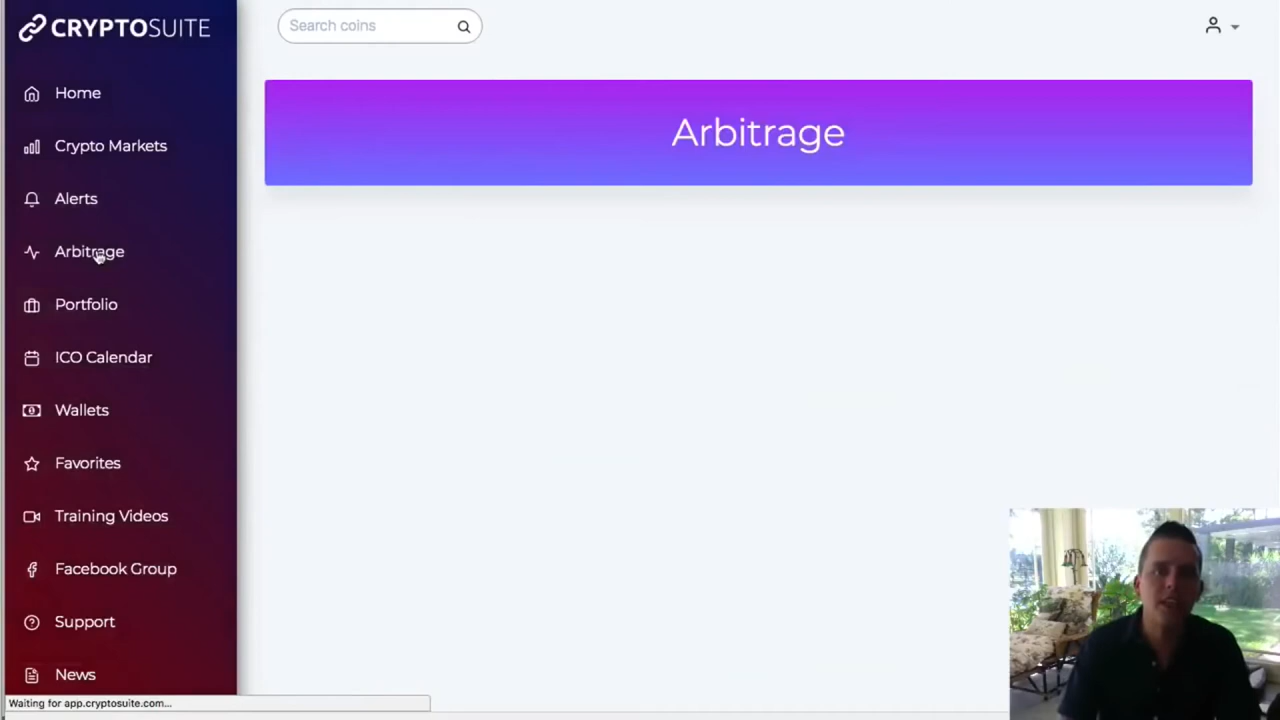 CRYPTOSUITE
Search coins
Home
Arbitrage
Crypto Markets
Alerts
Arbitrage
Portfolio
ICO Calendar
Wallets
Favorites
Training Videos
Facebook Group
Support
News
Waiting for app.cryptosuite.com...